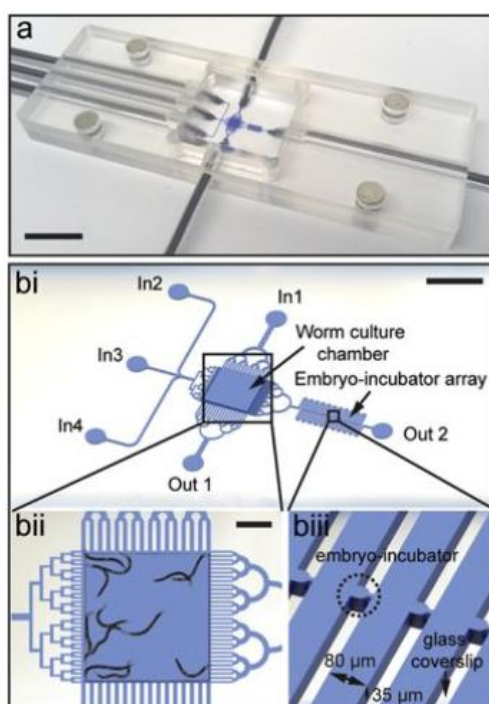 a
bi
In2
In1
In3
Worm culture
chamber
Embryo-incubator array
In4
Out 2
Out 1
bii
biii
embryo-incubator
glass
coverslip
80 µm
35 µm